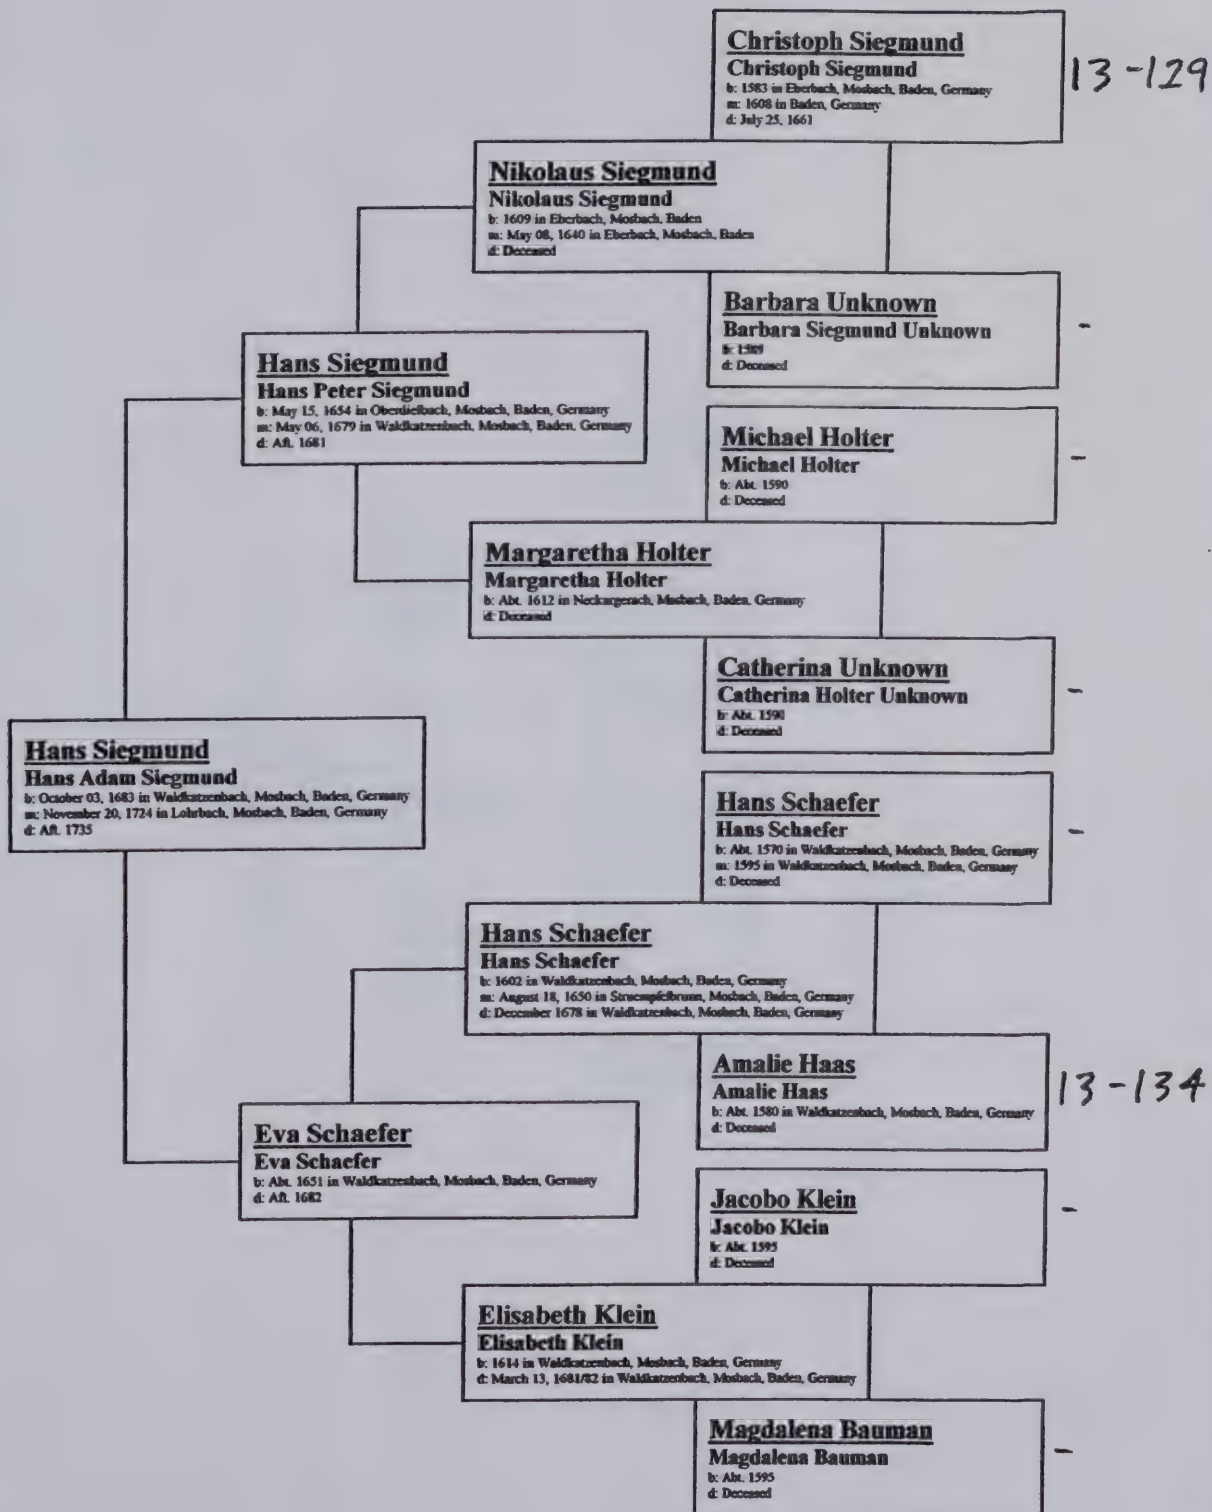 Christoph Siegmund
Christoph Siegmund
b: 1583 in Eberbach, Mosbach, Baden, Germany
m: 1608 in Baden, Germany
d: July 25, 1661
13-129
Nikolaus Siegmund
Nikolaus Siegmund
b: 1609 in Eberbach, Mosbach, Baden
m: May 08, 1640 in Eberbach, Mosbach, Baden
d: Deceased
Barbara Unknown
Barbara Siegmund Unknown
b:
d: Deceased
-
Hans Siegmund
Hans Peter Siegmund
b: May 15, 1654 in Oberdielbach, Mosbach, Baden, Germany
m: May 06, 1679 in Waldkatzenbach, Mosbach, Baden, Germany
d: Aft. 1681
Michael Holter
Michael Holter
b: Abt. 1590
d: Deceased
-
Margaretha Holter
Margaretha Holter
b: Abt. 1612 in Neckargerach, Mosbach, Baden, Germany
d: Deceased
Catherina Unknown
Catherina Holter Unknown
b: Abt. 1590
d: Deceased
-
Hans Siegmund
Hans Adam Siegmund
b: October 03, 1683 in Waldkatzenbach, Mosbach, Baden, Germany
m: November 20, 1724 in Lohrbach, Mosbach, Baden, Germany
d: Aft. 1735
Hans Schaefer
Hans Schaefer
b: Abt. 1570 in Waldkatzenbach, Mosbach, Baden, Germany
m: 1595 in Waldkatzenbach, Mosbach, Baden, Germany
d: Deceased
-
Hans Schaefer
Hans Schaefer
b: 1602 in Waldkatzenbach, Mosbach, Baden, Germany
m: August 18, 1650 in Struempfelbrunn, Mosbach, Baden, Germany
d: December 1678 in Waldkatzenbach, Mosbach, Baden, Germany
Amalie Haas
Amalie Haas
b: Abt. 1580 in Waldkatzenbach, Mosbach, Baden, Germany
d: Deceased
13-134
Eva Schaefer
Eva Schaefer
b: Abt. 1651 in Waldkatzenbach, Mosbach, Baden, Germany
d: Aft. 1682
Jacobo Klein
Jacobo Klein
b: Abt. 1595
d: Deceased
-
Elisabeth Klein
Elisabeth Klein
b: 1614 in Waldkatzenbach, Mosbach, Baden, Germany
d: March 13, 1681/82 in Waldkatzenbach, Mosbach, Baden, Germany
Magdalena Bauman
Magdalena Bauman
b: Abt. 1595
d: Deceased
-